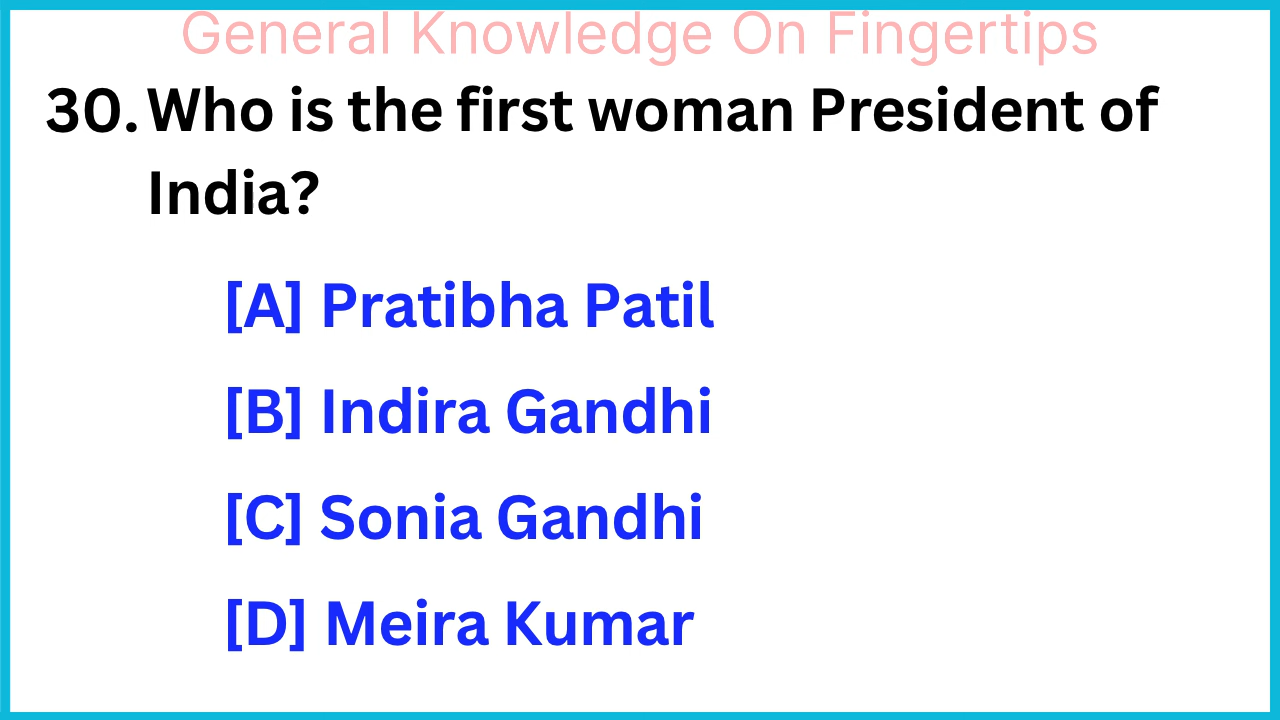 General Knowledge On Fingertips
30. Who is the first woman President of
India?
[A] Pratibha Patil
[B] Indira Gandhi
[C] Sonia Gandhi
[D] Meira Kumar